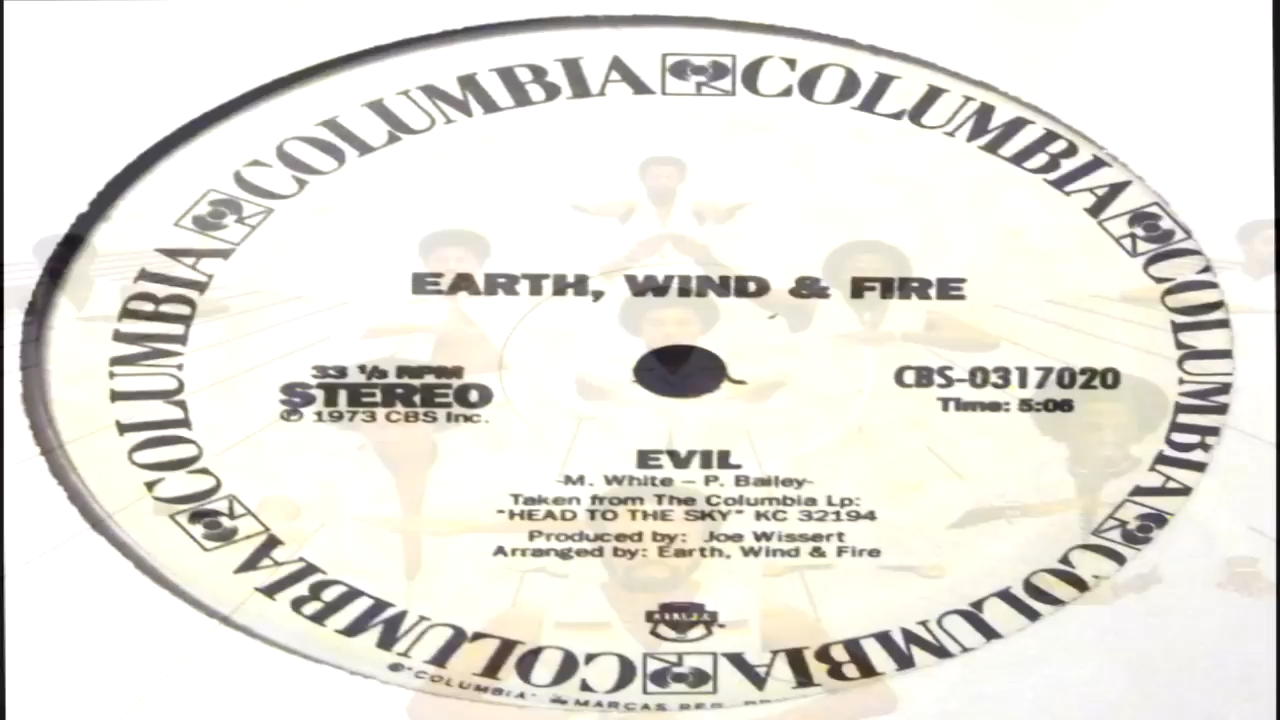 COLUMBIA COLUMBIA COLUMBIA COLUMBIA COLUMBIA COLUMBIA
EARTH, WIND & FIRE
33 ⅓ RPM
STEREO
℗ 1973 CBS Inc.
CBS-0317020
Time: 5:06
EVIL
-M. White – P. Bailey-
Taken from The Columbia Lp:
"HEAD TO THE SKY" KC 32194
Produced by: Joe Wissert
Arranged by: Earth, Wind & Fire
"COLUMBIA" MARCAS REG.